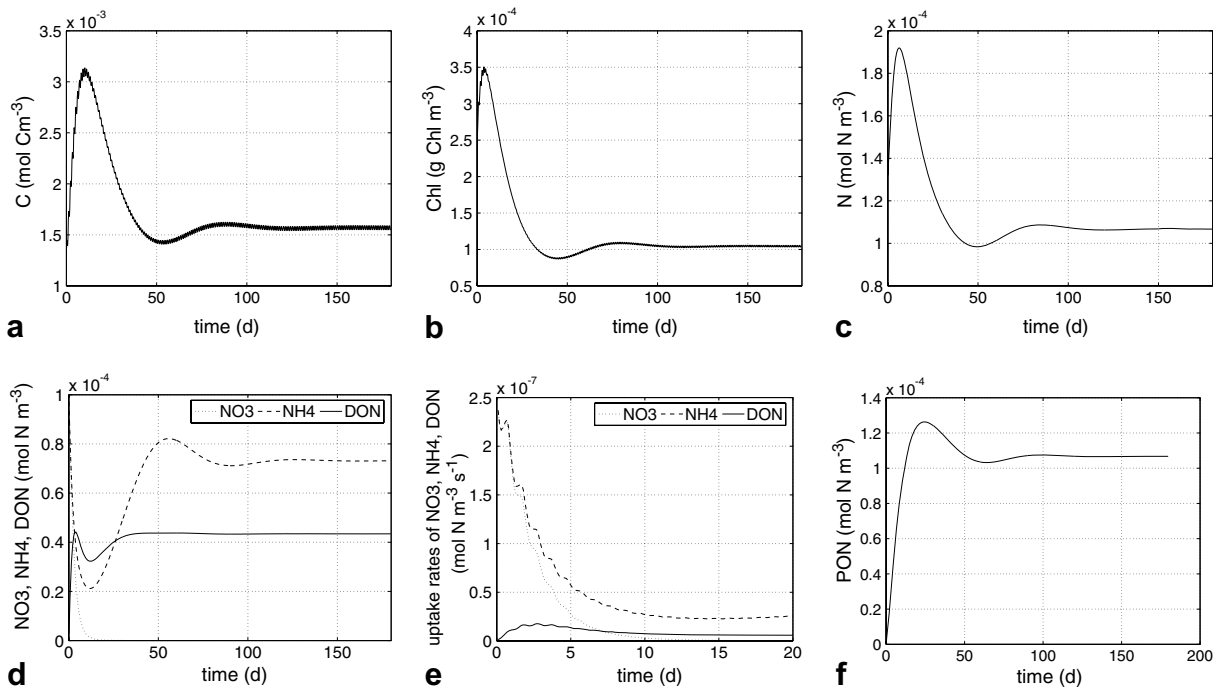 x 10⁻³
3.5
3
2.5
2
1.5
1
C (mol Cm⁻³)
0 50 100 150
time (d)
a
x 10⁻⁴
4
3.5
3
2.5
2
1.5
1
0.5
Chl (g Chl m⁻³)
0 50 100 150
time (d)
b
x 10⁻⁴
2
1.8
1.6
1.4
1.2
1
0.8
N (mol N m⁻³)
0 50 100 150
time (d)
c
x 10⁻⁴
1
0.8
0.6
0.4
0.2
0
NO3, NH4, DON (mol N m⁻³)
NO3 NH4 DON
0 50 100 150
time (d)
d
x 10⁻⁷
2.5
2
1.5
1
0.5
0
uptake rates of NO3, NH4, DON
(mol N m⁻³ s⁻¹)
NO3 NH4 DON
0 5 10 15 20
time (d)
e
x 10⁻⁴
1.4
1.2
1
0.8
0.6
0.4
0.2
0
PON (mol N m⁻³)
0 50 100 150 200
time (d)
f